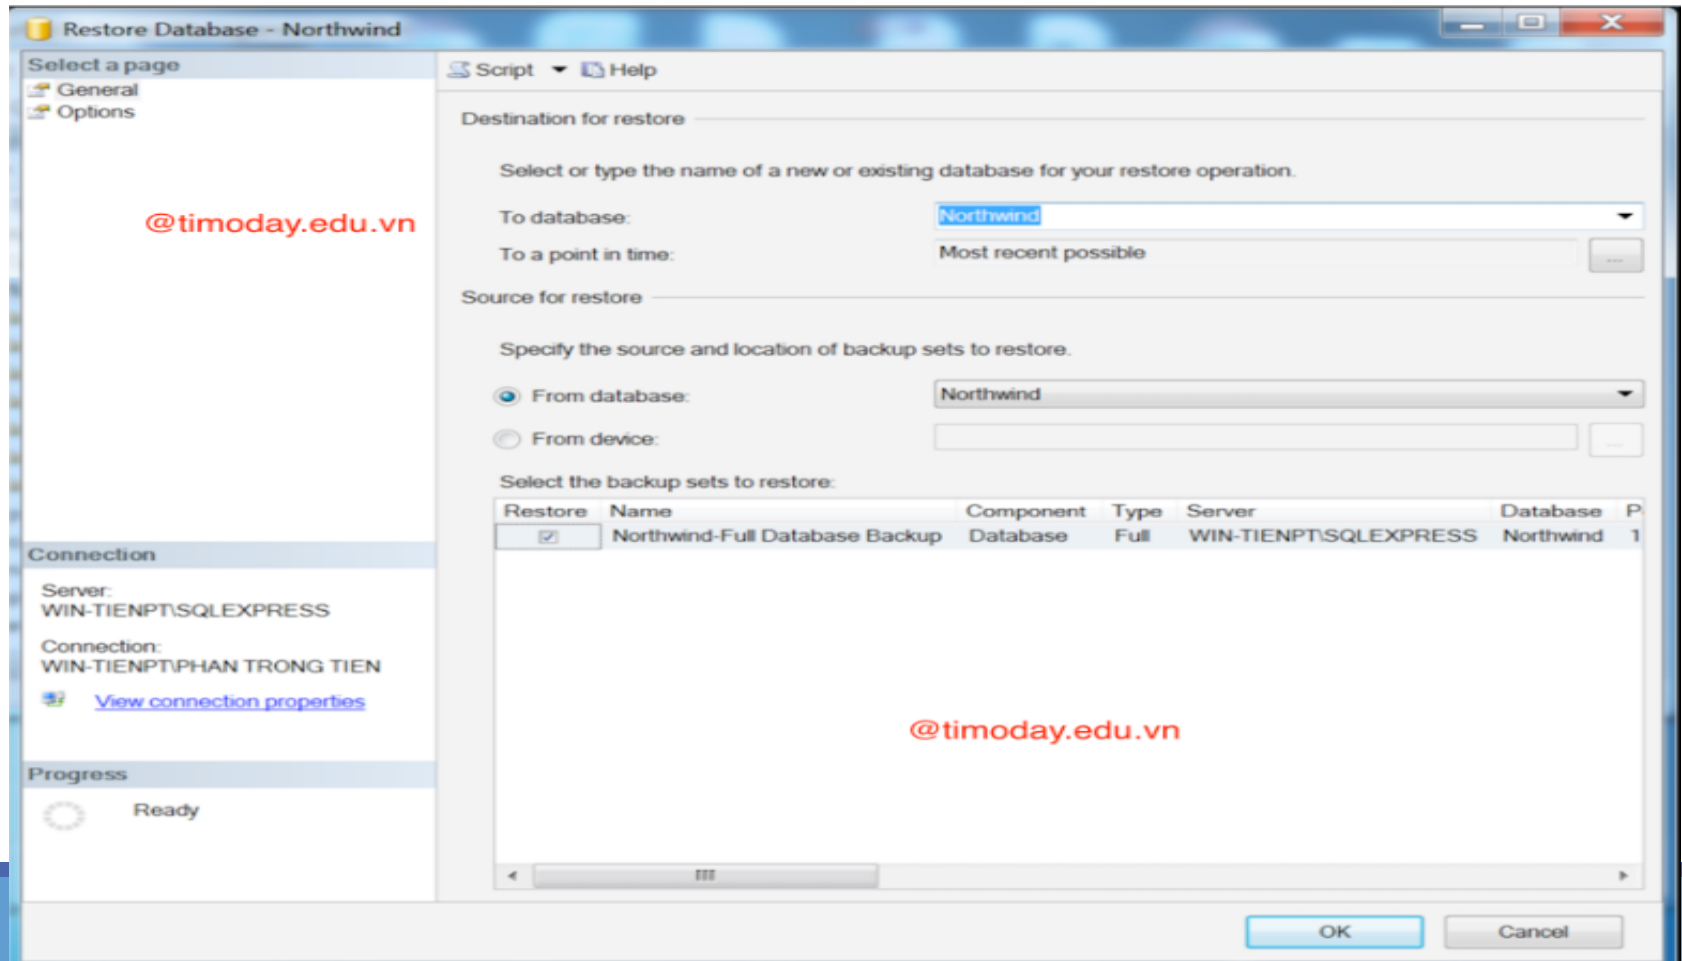 Restore Database - Northwind
Select a page
General
Options
@timoday.edu.vn
Connection
Server:
WIN-TIENPT\SQLEXPRESS
Connection:
WIN-TIENPT\PHAN TRONG TIEN
View connection properties
Progress
Ready
Script Help
Destination for restore
Select or type the name of a new or existing database for your restore operation.
To database: Northwind
To a point in time: Most recent possible ...
Source for restore
Specify the source and location of backup sets to restore.
From database: Northwind
From device: ...
Select the backup sets to restore:
Restore Name Component Type Server Database P
Northwind-Full Database Backup Database Full WIN-TIENPT\SQLEXPRESS Northwind 1
@timoday.edu.vn
OK Cancel